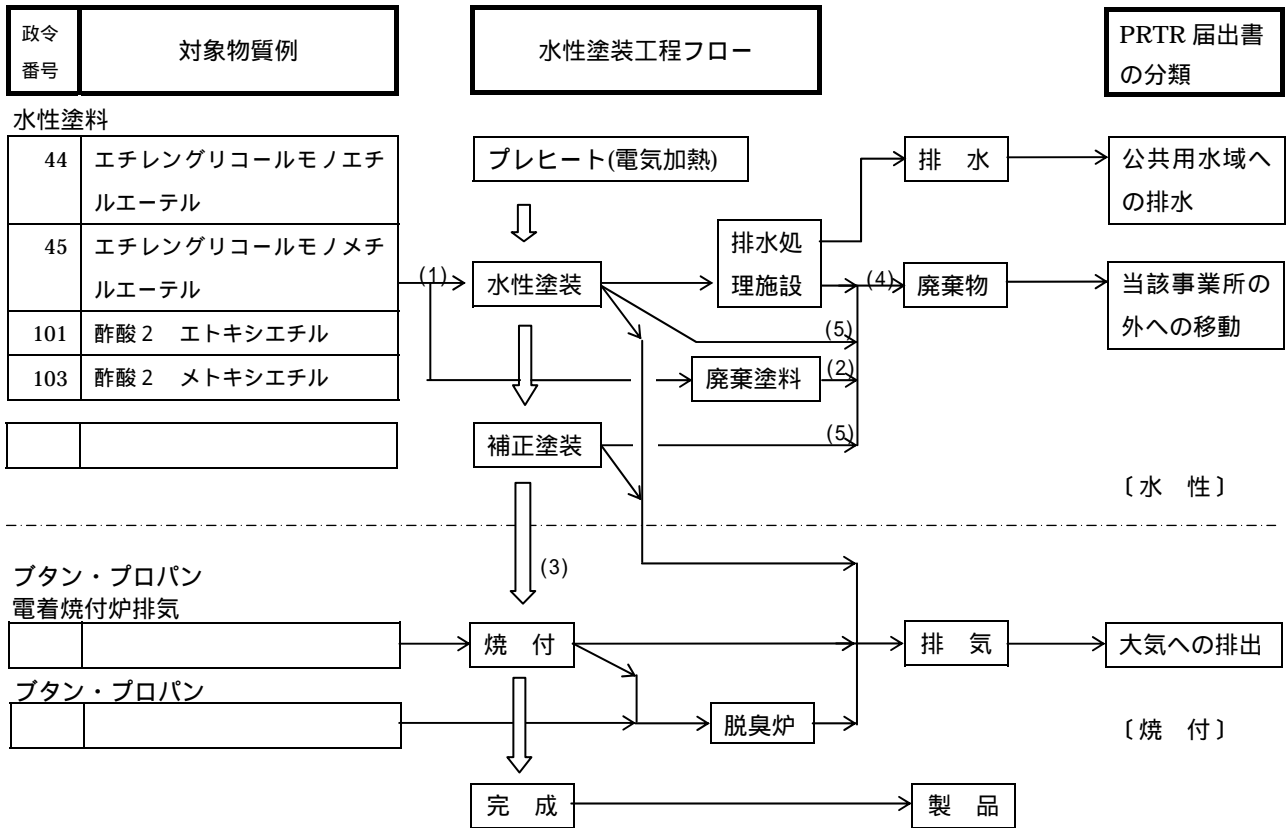 政令
番号
対象物質例
水性塗装工程フロー
PRTR 届出書
の分類
水性塗料
44 エチレングリコールモノエチ
ルエーテル
45 エチレングリコールモノメチ
ルエーテル
101 酢酸2 エトキシエチル
103 酢酸2 メトキシエチル
プレヒート(電気加熱)
(1)
水性塗装
排水処
理施設
排 水
公共用水域へ
の排水
(4)
廃棄物
当該事業所の
外への移動
(5)
廃棄塗料
(2)
補正塗装
(5)
〔水 性〕
(3)
ブタン・プロパン
電着焼付炉排気
焼 付
排 気
大気への排出
ブタン・プロパン
脱臭炉
〔焼 付〕
完 成
製 品